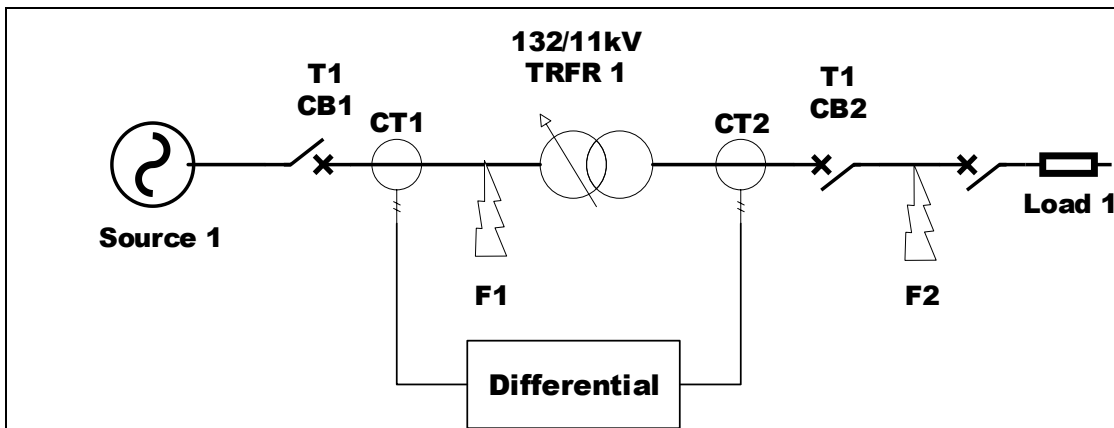 132/11kV
TRFR 1
T1
CB1
CT1
CT2
T1
CB2
Source 1
F1
F2
Load 1
Differential